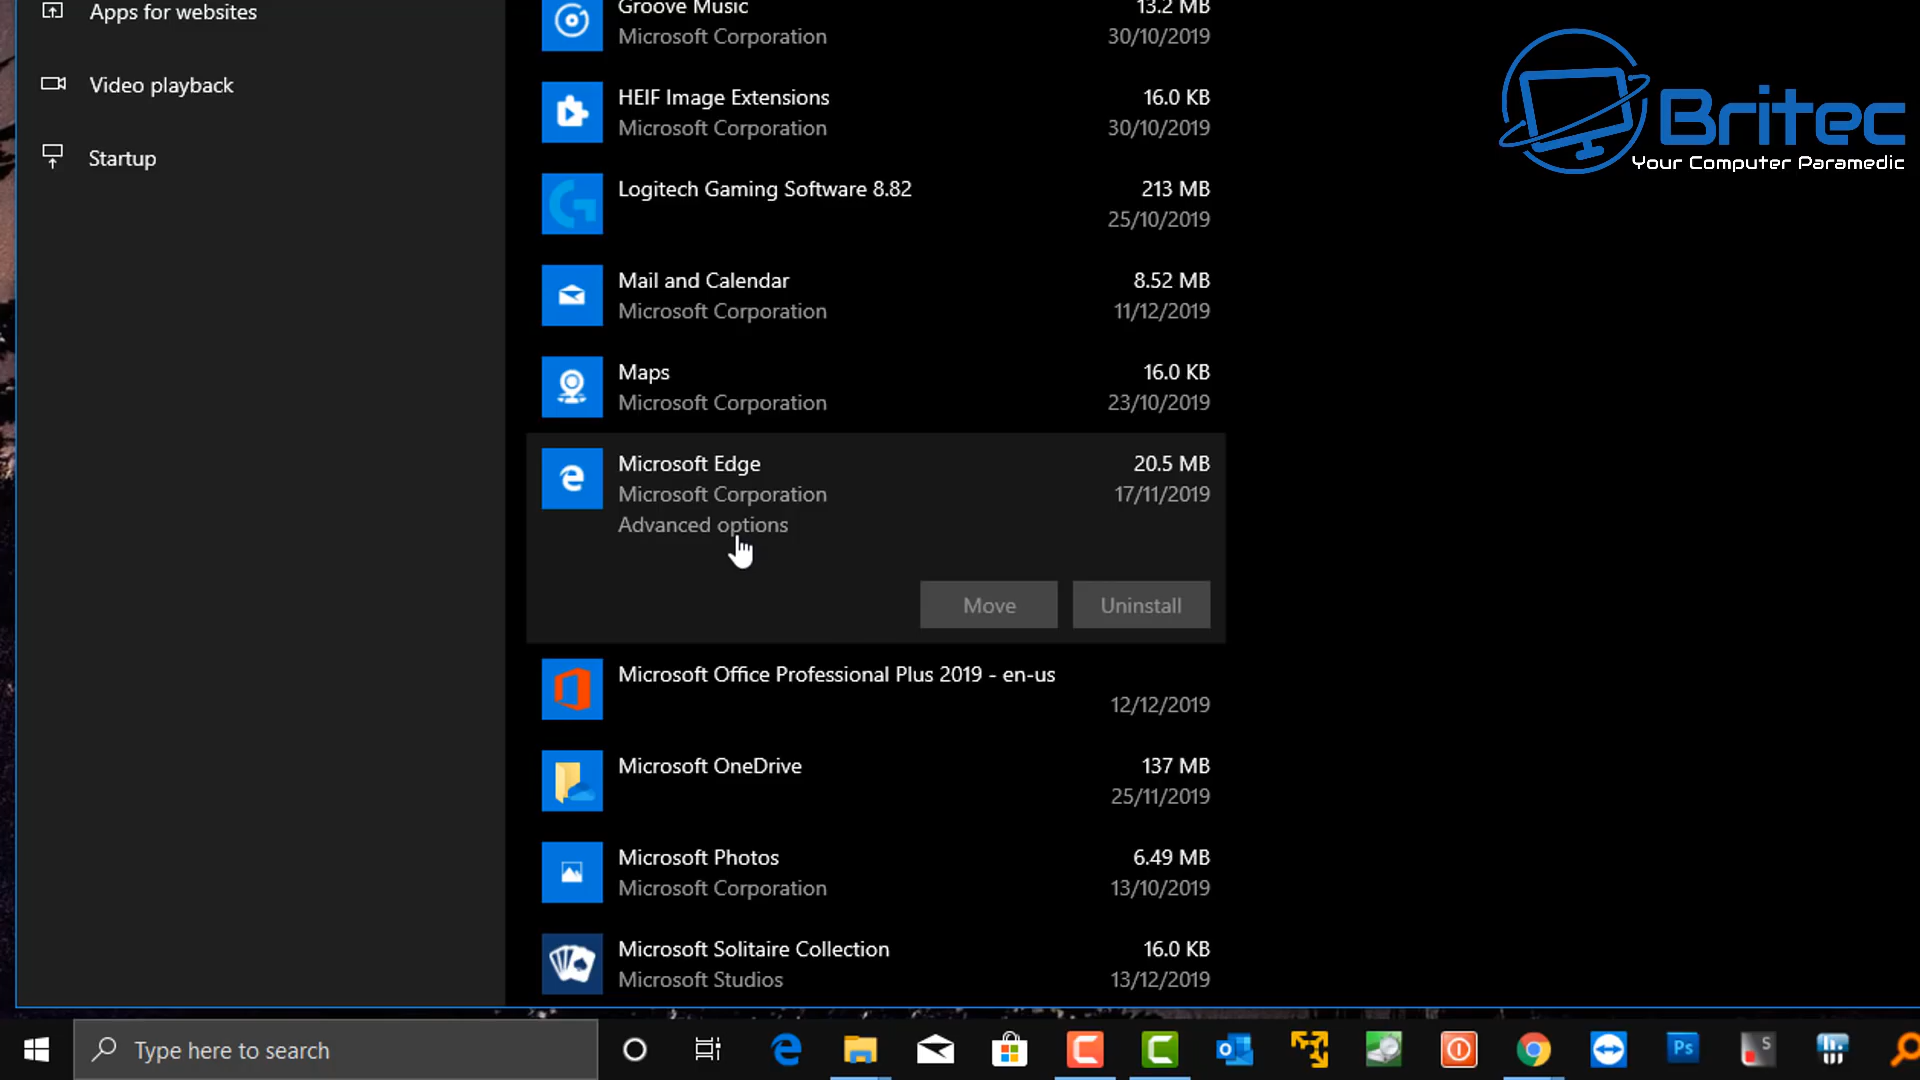 Apps for websites
Video playback
Startup
Groove Music 13.2 MB
Microsoft Corporation 30/10/2019
HEIF Image Extensions 16.0 KB
Microsoft Corporation 30/10/2019
Logitech Gaming Software 8.82 213 MB
25/10/2019
Mail and Calendar 8.52 MB
Microsoft Corporation 11/12/2019
Maps 16.0 KB
Microsoft Corporation 23/10/2019
Microsoft Edge 20.5 MB
Microsoft Corporation 17/11/2019
Advanced options
Move Uninstall
Microsoft Office Professional Plus 2019 - en-us
12/12/2019
Microsoft OneDrive 137 MB
25/11/2019
Microsoft Photos 6.49 MB
Microsoft Corporation 13/10/2019
Microsoft Solitaire Collection 16.0 KB
Microsoft Studios 13/12/2019
Britec
Your Computer Paramedic
Type here to search
Ps
S